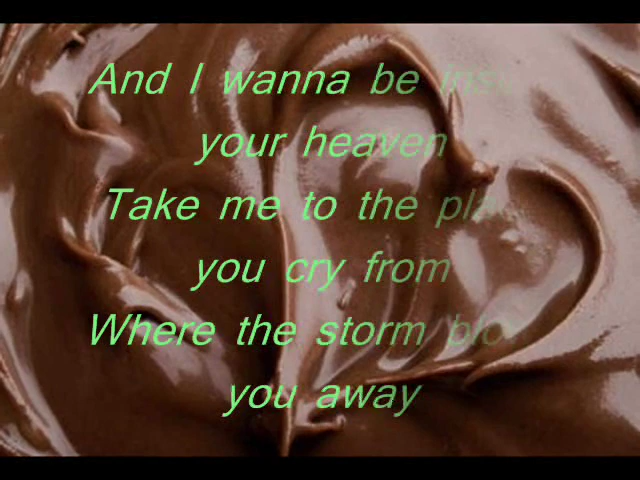 And I wanna be inside
your heaven
Take me to the place
you cry from
Where the storm blows
you away